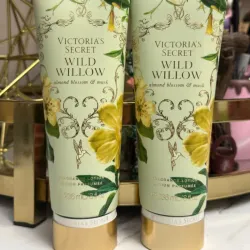 VICTORIA'S
SECRET
WILD
WILLOW
almond blossom & musk
VICTORIA'S
SECRET
WILD
WILLOW
almond blossom & musk